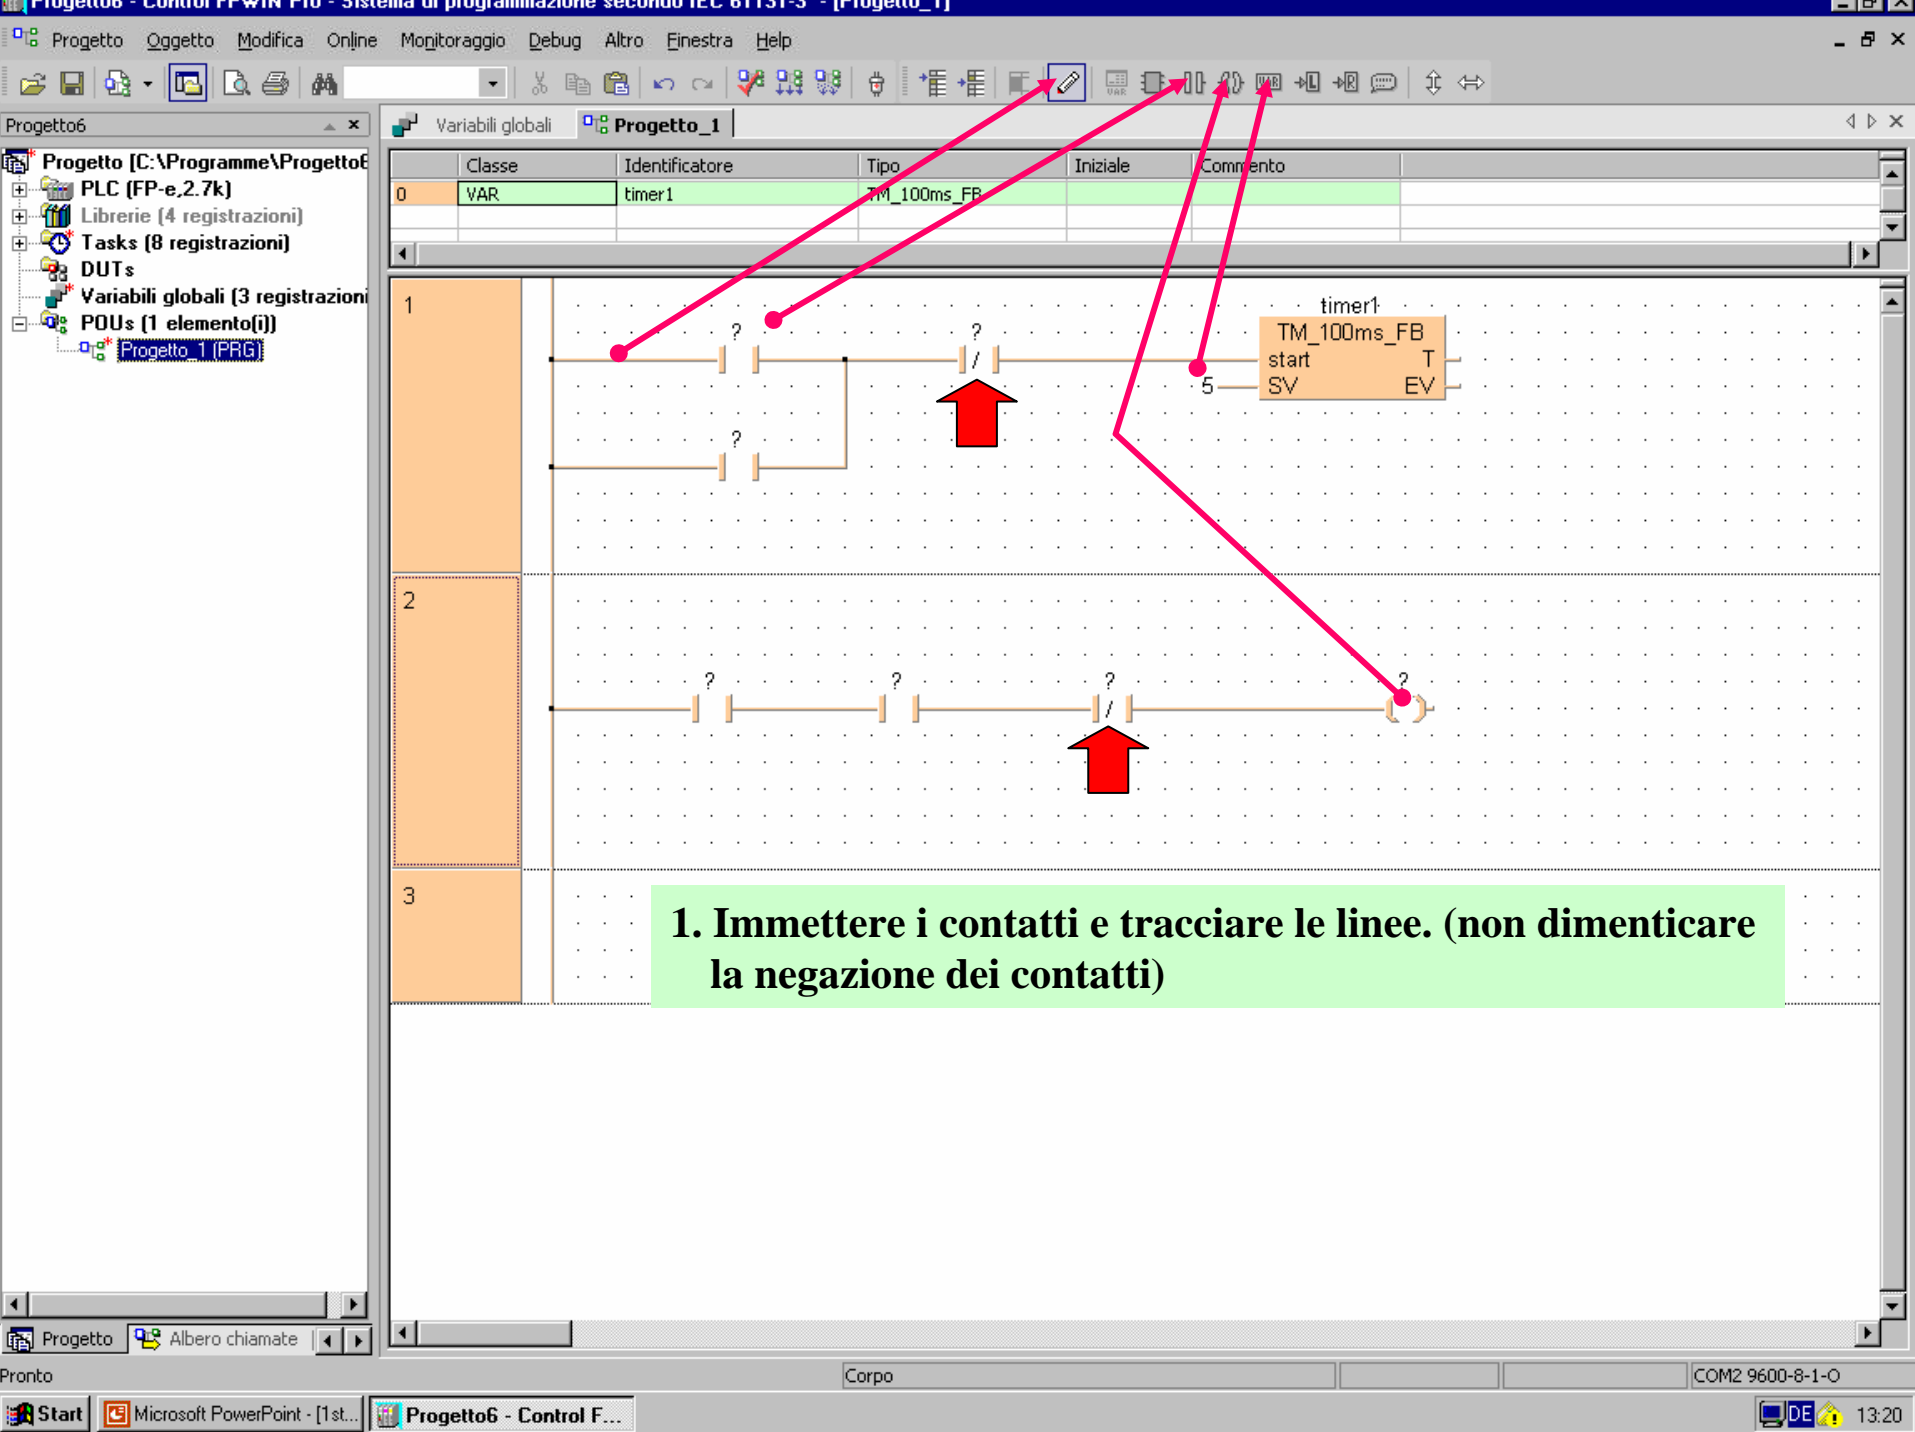 Progetto6 - Control FPWIN Pro - Sistema di programmazione secondo IEC 61131-3 - [Progetto_1]
Progetto Oggetto Modifica Online Monitoraggio Debug Altro Finestra Help
Progetto6
Variabili globali Progetto_1
Progetto [C:\Programme\Progetto6
PLC (FP-e,2.7k)
Librerie (4 registrazioni)
Tasks (8 registrazioni)
DUTs
Variabili globali (3 registrazioni
POUs (1 elemento(i))
Progetto_1 (PRG)
Classe Identificatore Tipo Iniziale Commento
0 VAR timer1 TM_100ms_FB
1
timer1
? ? TM_100ms_FB
/ start T
5 SV EV
?
2
? ? ? ?
/
3
1. Immettere i contatti e tracciare le linee. (non dimenticare
la negazione dei contatti)
Progetto Albero chiamate
Pronto Corpo COM2 9600-8-1-O
Start Microsoft PowerPoint - [1st... Progetto6 - Control F... DE 13:20